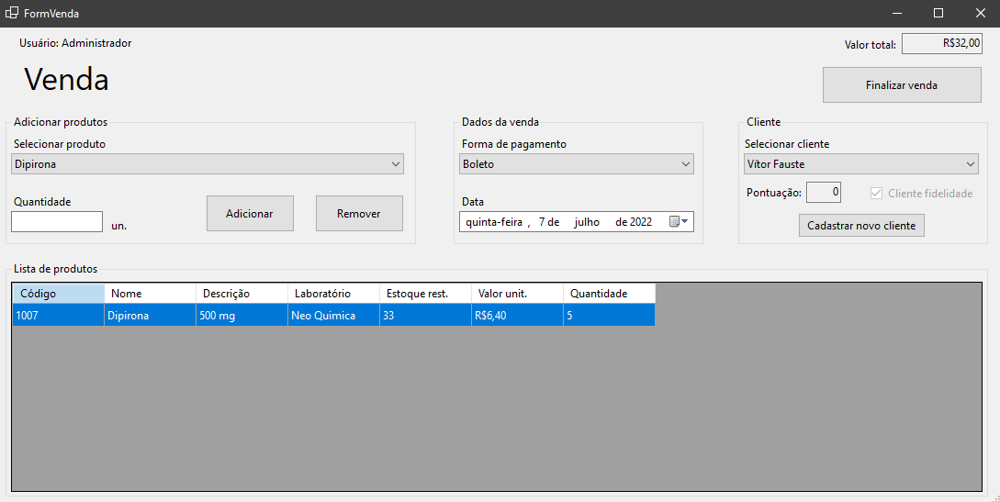 FormVenda
Usuário: Administrador
Valor total: R$32,00
Venda
Finalizar venda
Adicionar produtos
Selecionar produto
Dipirona
Quantidade
un.
Adicionar
Remover
Dados da venda
Forma de pagamento
Boleto
Data
quinta-feira , 7 de julho de 2022
Cliente
Selecionar cliente
Vítor Fauste
Pontuação: 0
Cliente fidelidade
Cadastrar novo cliente
Lista de produtos
Código Nome Descrição Laboratório Estoque rest. Valor unit. Quantidade
1007 Dipirona 500 mg Neo Quimica 33 R$6,40 5